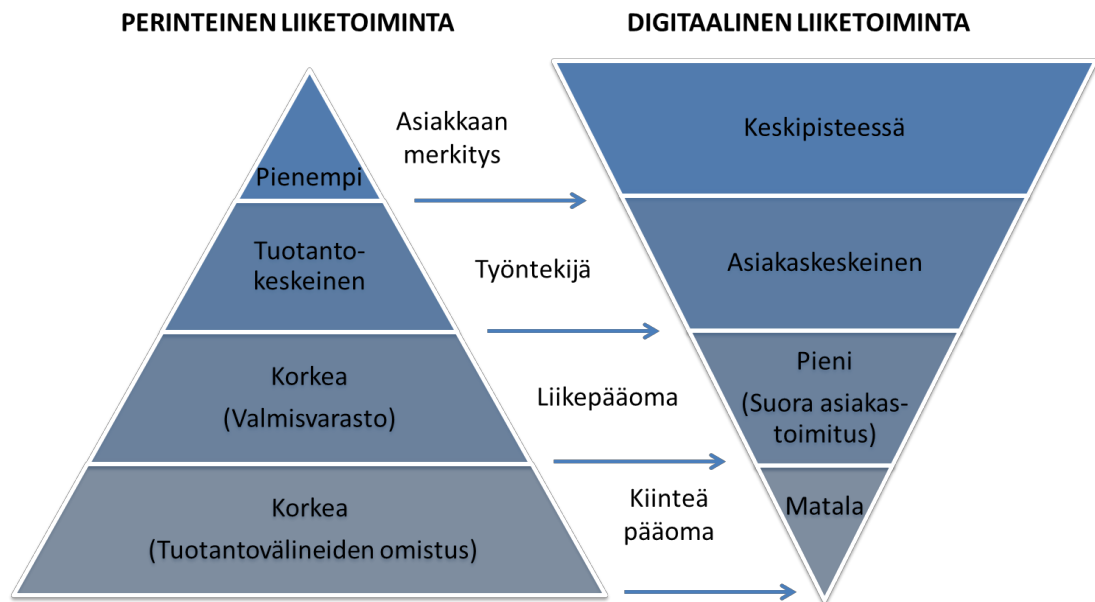 PERINTEINEN LIIKETOIMINTA
DIGITAALINEN LIIKETOIMINTA
Pienempi
Asiakkaan
merkitys
Keskipisteessä
Tuotanto-
keskeinen
Työntekijä
Asiakaskeskeinen
Korkea
(Valmisvarasto)
Liikepääoma
Pieni
(Suora asiakas-
toimitus)
Korkea
(Tuotantovälineiden omistus)
Kiinteä
pääoma
Matala